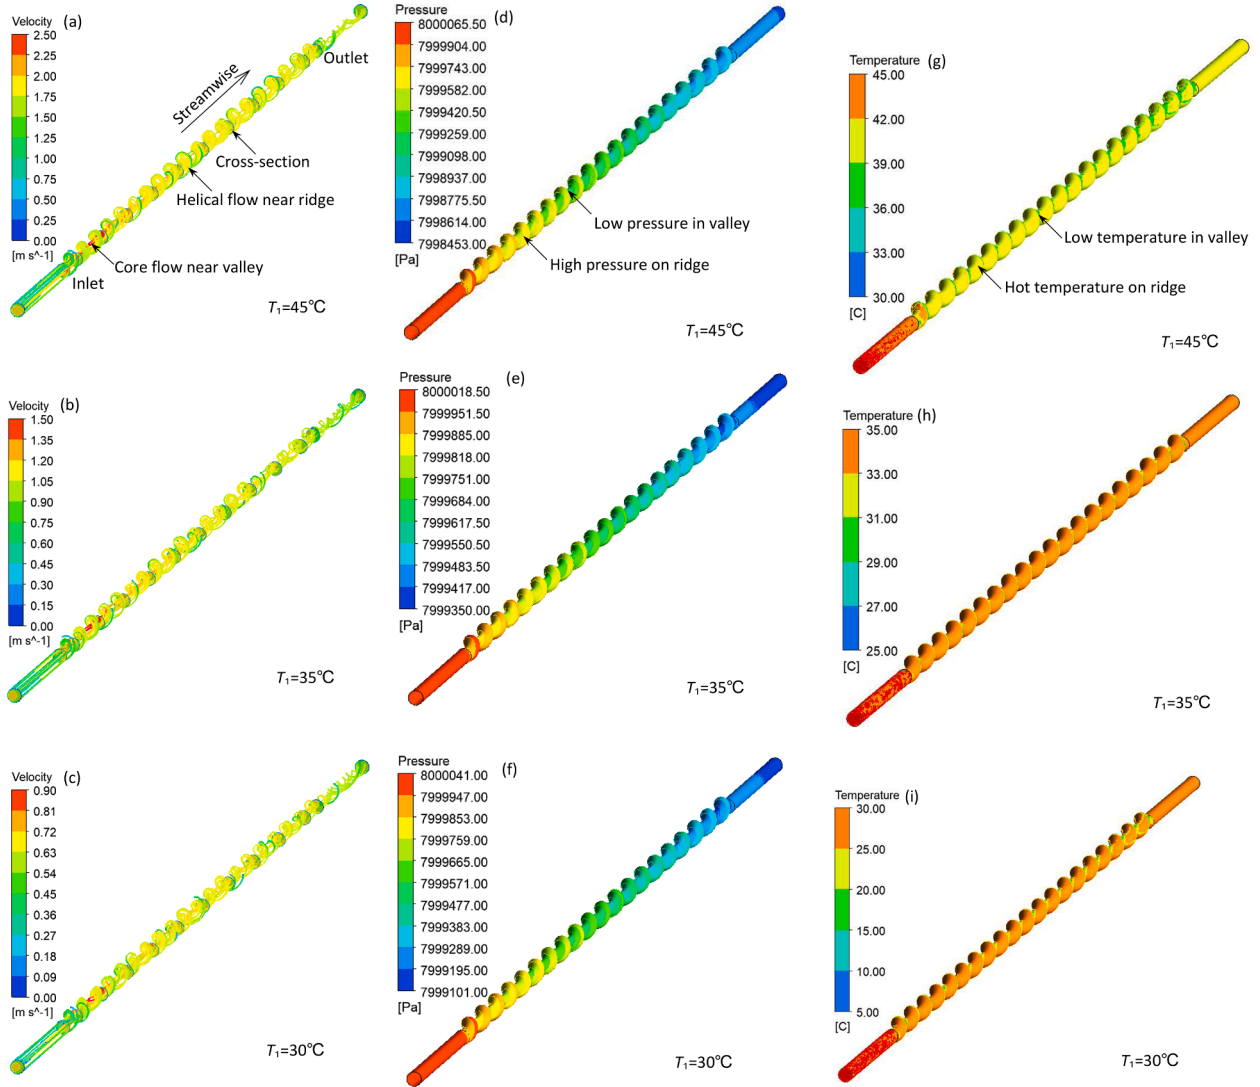 Velocity
(a)
2.50
2.25
2.00
1.75
1.50
1.25
1.00
0.75
0.50
0.25
0.00
[m s^-1]
Streamwise
Outlet
Cross-section
Helical flow near ridge
Core flow near valley
Inlet
T₁=45℃
Pressure
(d)
8000065.50
7999904.00
7999743.00
7999582.00
7999420.50
7999259.00
7999098.00
7998937.00
7998775.50
7998614.00
7998453.00
[Pa]
Low pressure in valley
High pressure on ridge
T₁=45℃
Temperature
(g)
45.00
42.00
39.00
36.00
33.00
30.00
[C]
Low temperature in valley
Hot temperature on ridge
T₁=45℃
Velocity
(b)
1.50
1.35
1.20
1.05
0.90
0.75
0.60
0.45
0.30
0.15
0.00
[m s^-1]
T₁=35℃
Pressure
(e)
8000018.50
7999951.50
7999885.00
7999818.00
7999751.00
7999684.00
7999617.50
7999550.50
7999483.50
7999417.00
7999350.00
[Pa]
T₁=35℃
Temperature
(h)
35.00
33.00
31.00
29.00
27.00
25.00
[C]
T₁=35℃
Velocity
(c)
0.90
0.81
0.72
0.63
0.54
0.45
0.36
0.27
0.18
0.09
0.00
[m s^-1]
T₁=30℃
Pressure
(f)
8000041.00
7999947.00
7999853.00
7999759.00
7999665.00
7999571.00
7999477.00
7999383.00
7999289.00
7999195.00
7999101.00
[Pa]
T₁=30℃
Temperature
(i)
30.00
25.00
20.00
15.00
10.00
5.00
[C]
T₁=30℃